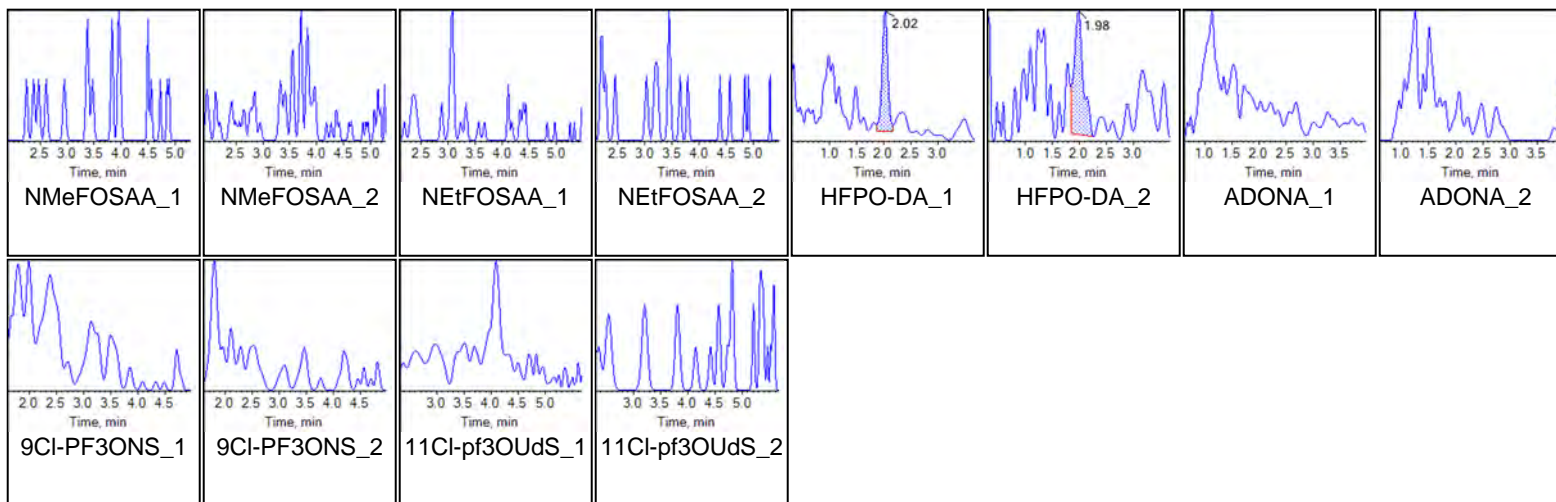 2.02 1.98
2.5 3.0 3.5 4.0 4.5 5.0 2.5 3.0 3.5 4.0 4.5 5.0 2.5 3.0 3.5 4.0 4.5 5.0 2.5 3.0 3.5 4.0 4.5 5.0 1.0 1.5 2.0 2.5 3.0 1.0 1.5 2.0 2.5 3.0 1.0 1.5 2.0 2.5 3.0 3.5 1.0 1.5 2.0 2.5 3.0 3.5
Time, min Time, min Time, min Time, min Time, min Time, min Time, min Time, min
NMeFOSAA_1 NMeFOSAA_2 NEtFOSAA_1 NEtFOSAA_2 HFPO-DA_1 HFPO-DA_2 ADONA_1 ADONA_2
2.0 2.5 3.0 3.5 4.0 4.5 2.0 2.5 3.0 3.5 4.0 4.5 3.0 3.5 4.0 4.5 5.0 3.0 3.5 4.0 4.5 5.0
Time, min Time, min Time, min Time, min
9Cl-PF3ONS_1 9Cl-PF3ONS_2 11Cl-pf3OUdS_1 11Cl-pf3OUdS_2